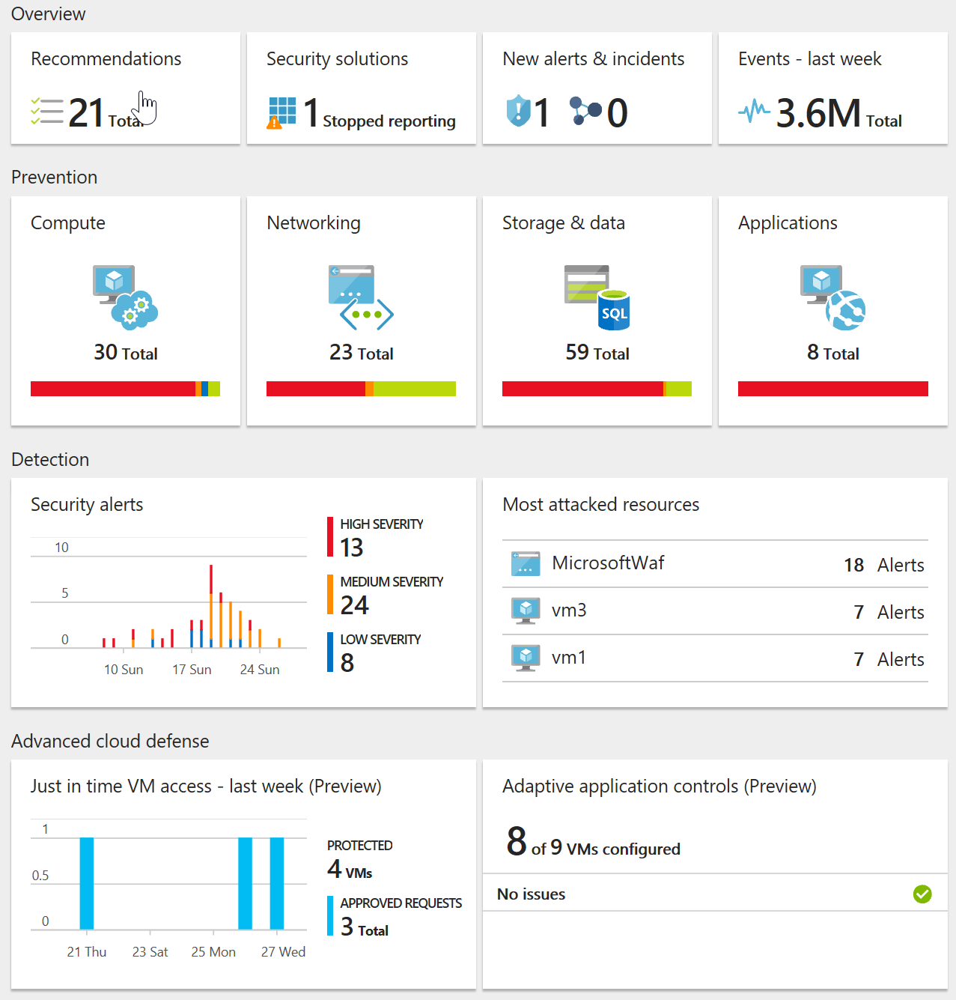 Overview
Recommendations
21 Total
Security solutions
1 Stopped reporting
New alerts & incidents
1 0
Events - last week
3.6M Total
Prevention
Compute
30 Total
Networking
23 Total
Storage & data
SQL
59 Total
Applications
8 Total
Detection
Security alerts
10
5
0
10 Sun 17 Sun 24 Sun
HIGH SEVERITY
13
MEDIUM SEVERITY
24
LOW SEVERITY
8
Most attacked resources
MicrosoftWaf 18 Alerts
vm3 7 Alerts
vm1 7 Alerts
Advanced cloud defense
Just in time VM access - last week (Preview)
1
0.5
0
21 Thu 23 Sat 25 Mon 27 Wed
PROTECTED
4 VMs
APPROVED REQUESTS
3 Total
Adaptive application controls (Preview)
8 of 9 VMs configured
No issues